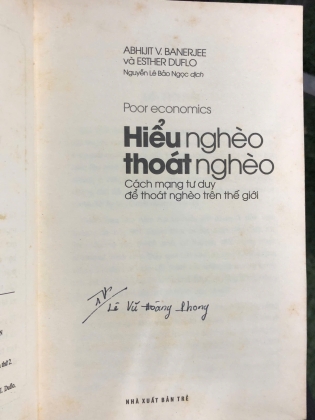 ABHIJIT V. BANERJEE
và ESTHER DUFLO
Nguyễn Lê Bảo Ngọc dịch
Poor economics
Hiểu nghèo
thoát nghèo
Cách mạng tư duy
để thoát nghèo trên thế giới
Lê Vũ Hoàng Phong
NHÀ XUẤT BẢN TRẺ